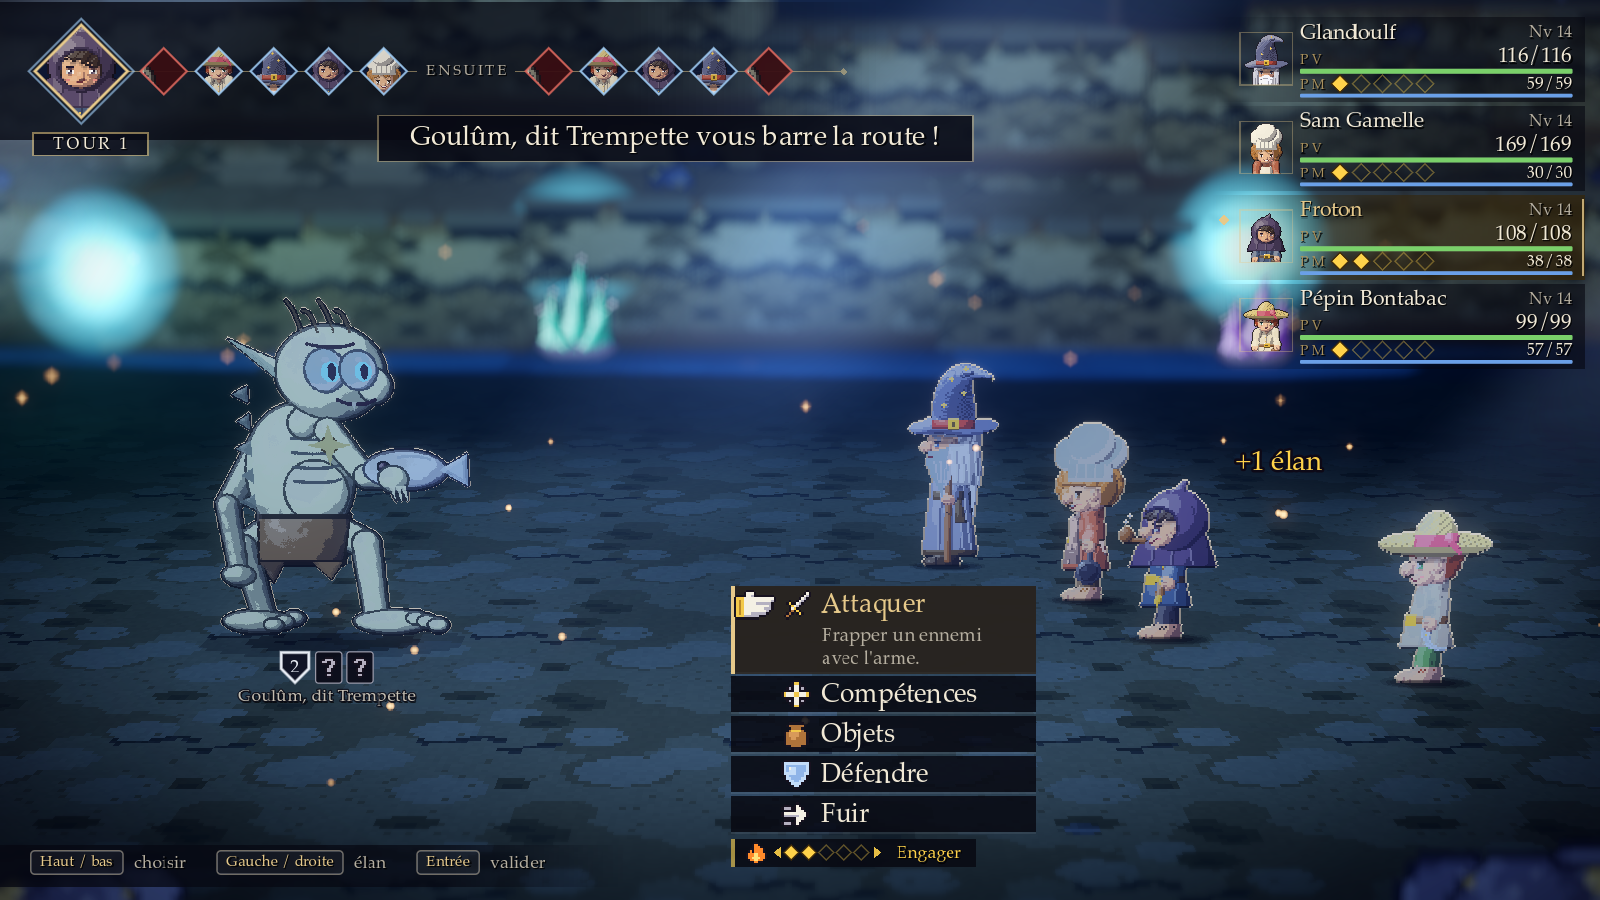 ENSUITE
TOUR 1
Goulûm, dit Trempette vous barre la route !
Glandoulf Nv 14
PV 116/116
PM 59/59
Sam Gamelle Nv 14
PV 169/169
PM 30/30
Froton Nv 14
PV 108/108
PM 38/38
Pépin Bontabac Nv 14
PV 99/99
PM 57/57
+1 élan
2 ? ?
Goulûm, dit Trempette
Attaquer
Frapper un ennemi
avec l'arme.
Compétences
Objets
Défendre
Fuir
Engager
Haut / bas choisir Gauche / droite élan Entrée valider